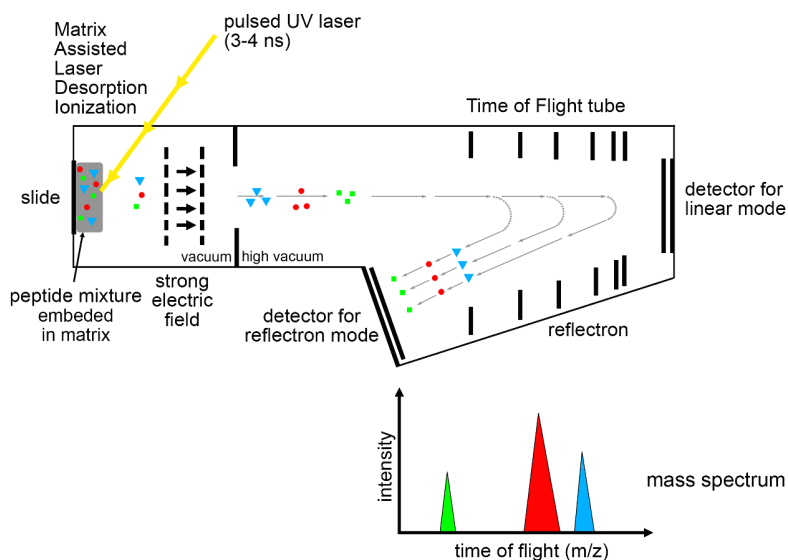 Matrix
Assisted
Laser
Desorption
Ionization
pulsed UV laser
(3-4 ns)
Time of Flight tube
slide
detector for
linear mode
vacuum
high vacuum
peptide mixture
embeded
in matrix
strong
electric
field
detector for
reflectron mode
reflectron
intensity
mass spectrum
time of flight (m/z)